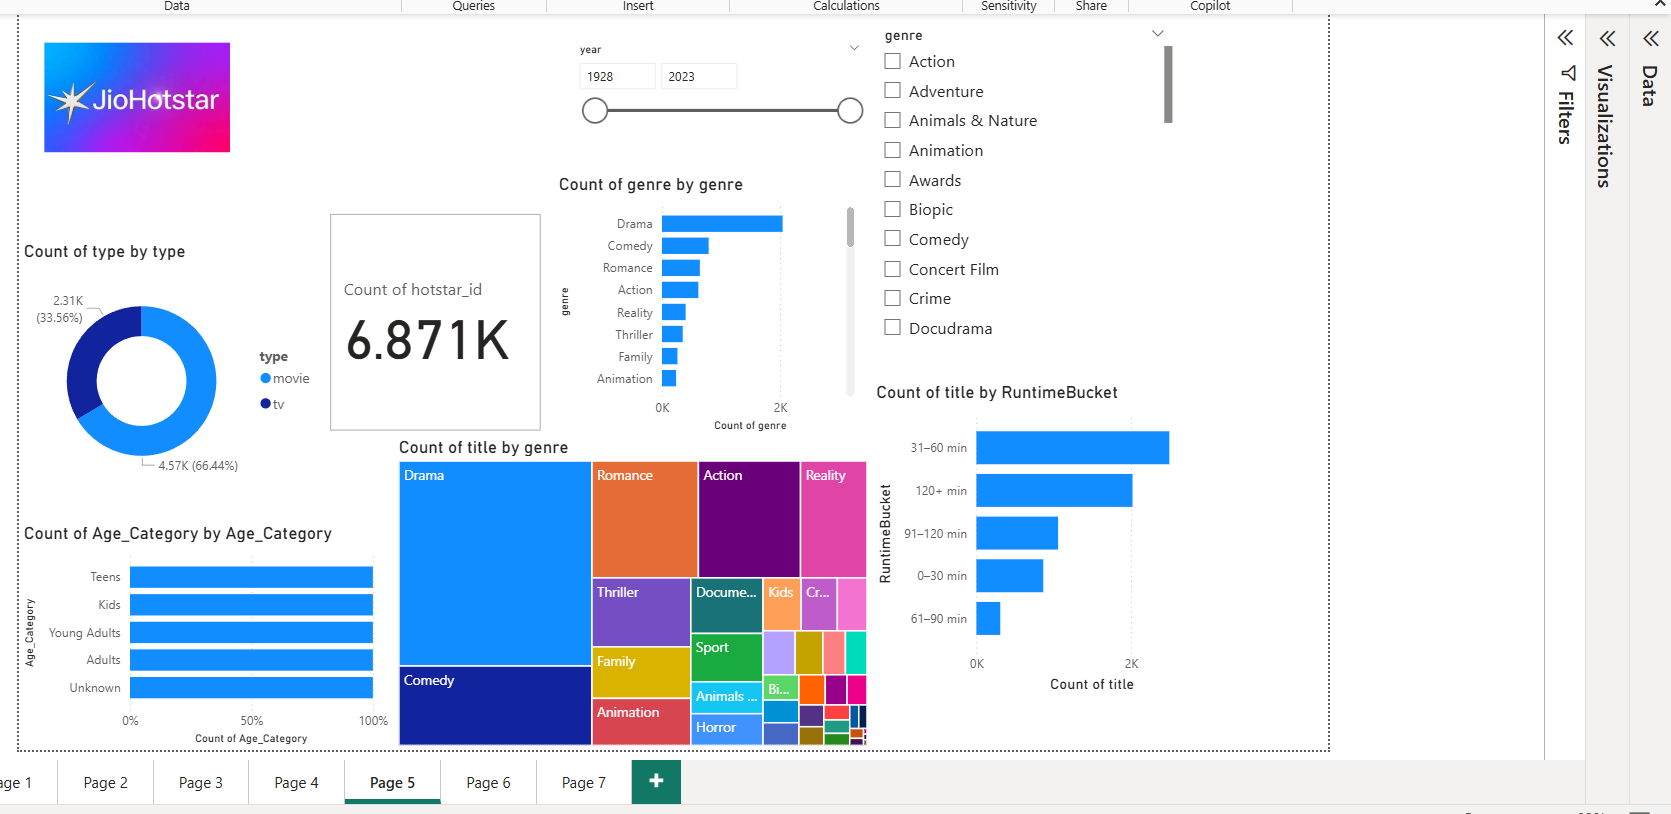 Data
Queries
Insert
Calculations
Sensitivity
Share
Copilot
JioHotstar
year
1928
2023
genre
Action
Adventure
Animals & Nature
Animation
Awards
Biopic
Comedy
Concert Film
Crime
Docudrama
Filters
Visualizations
Data
Count of type by type
2.31K
(33.56%)
4.57K (66.44%)
type
movie
tv
Count of hotstar_id
6.871K
Count of genre by genre
genre
Drama
Comedy
Romance
Action
Reality
Thriller
Family
Animation
0K
2K
Count of genre
Count of title by RuntimeBucket
RuntimeBucket
31–60 min
120+ min
91–120 min
0–30 min
61–90 min
0K
2K
Count of title
Count of title by genre
Drama
Romance
Action
Reality
Thriller
Docume...
Kids
Cr...
Sport
Family
Comedy
Animals ...
Bi...
Animation
Horror
Count of Age_Category by Age_Category
Age_Category
Teens
Kids
Young Adults
Adults
Unknown
0%
50%
100%
Count of Age_Category
age 1
Page 2
Page 3
Page 4
Page 5
Page 6
Page 7
+